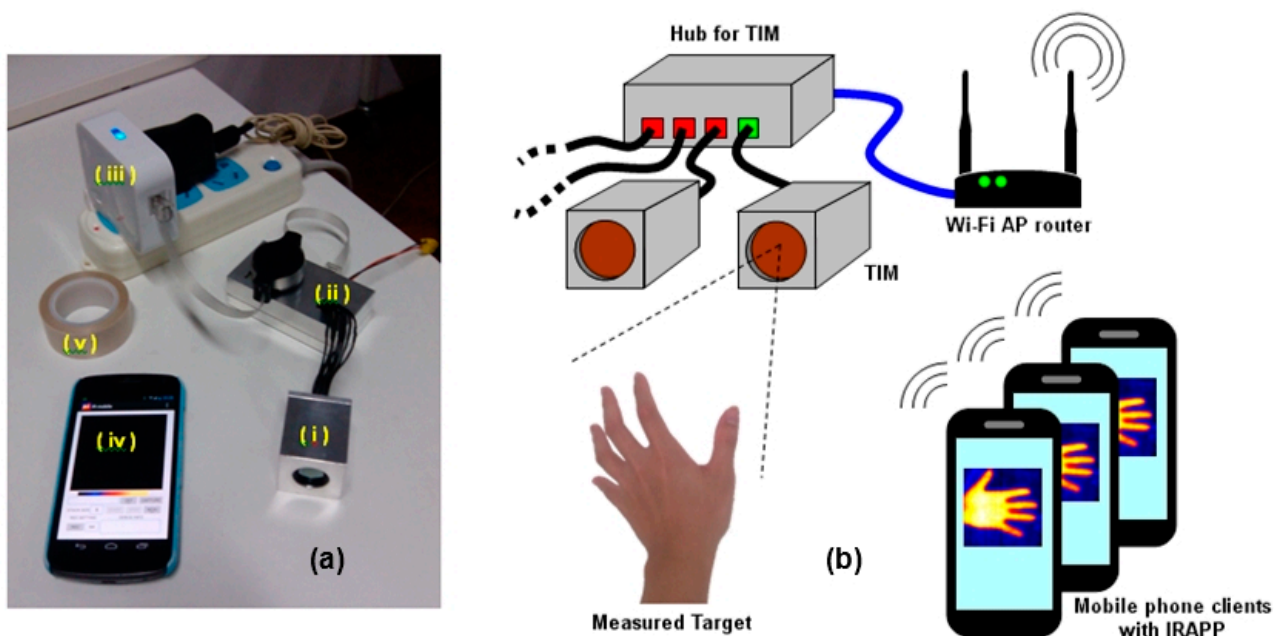 Hub for TIM
( iii )
( ii )
( v )
( iv )
( i )
(a)
Wi-Fi AP router
TIM
(b)
Measured Target
Mobile phone clients
with IRAPP